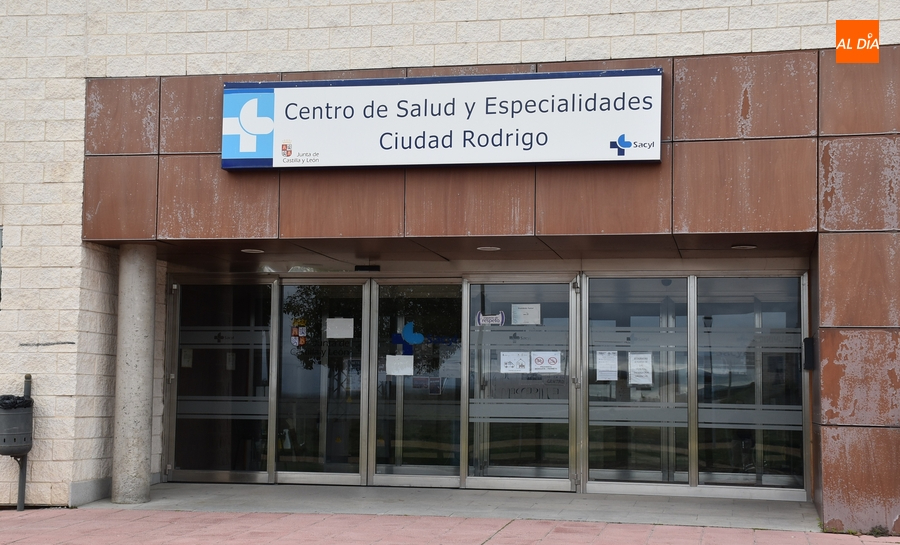 AL DÍA
Centro de Salud y Especialidades
Ciudad Rodrigo
Junta de
Castilla y León
Sacyl